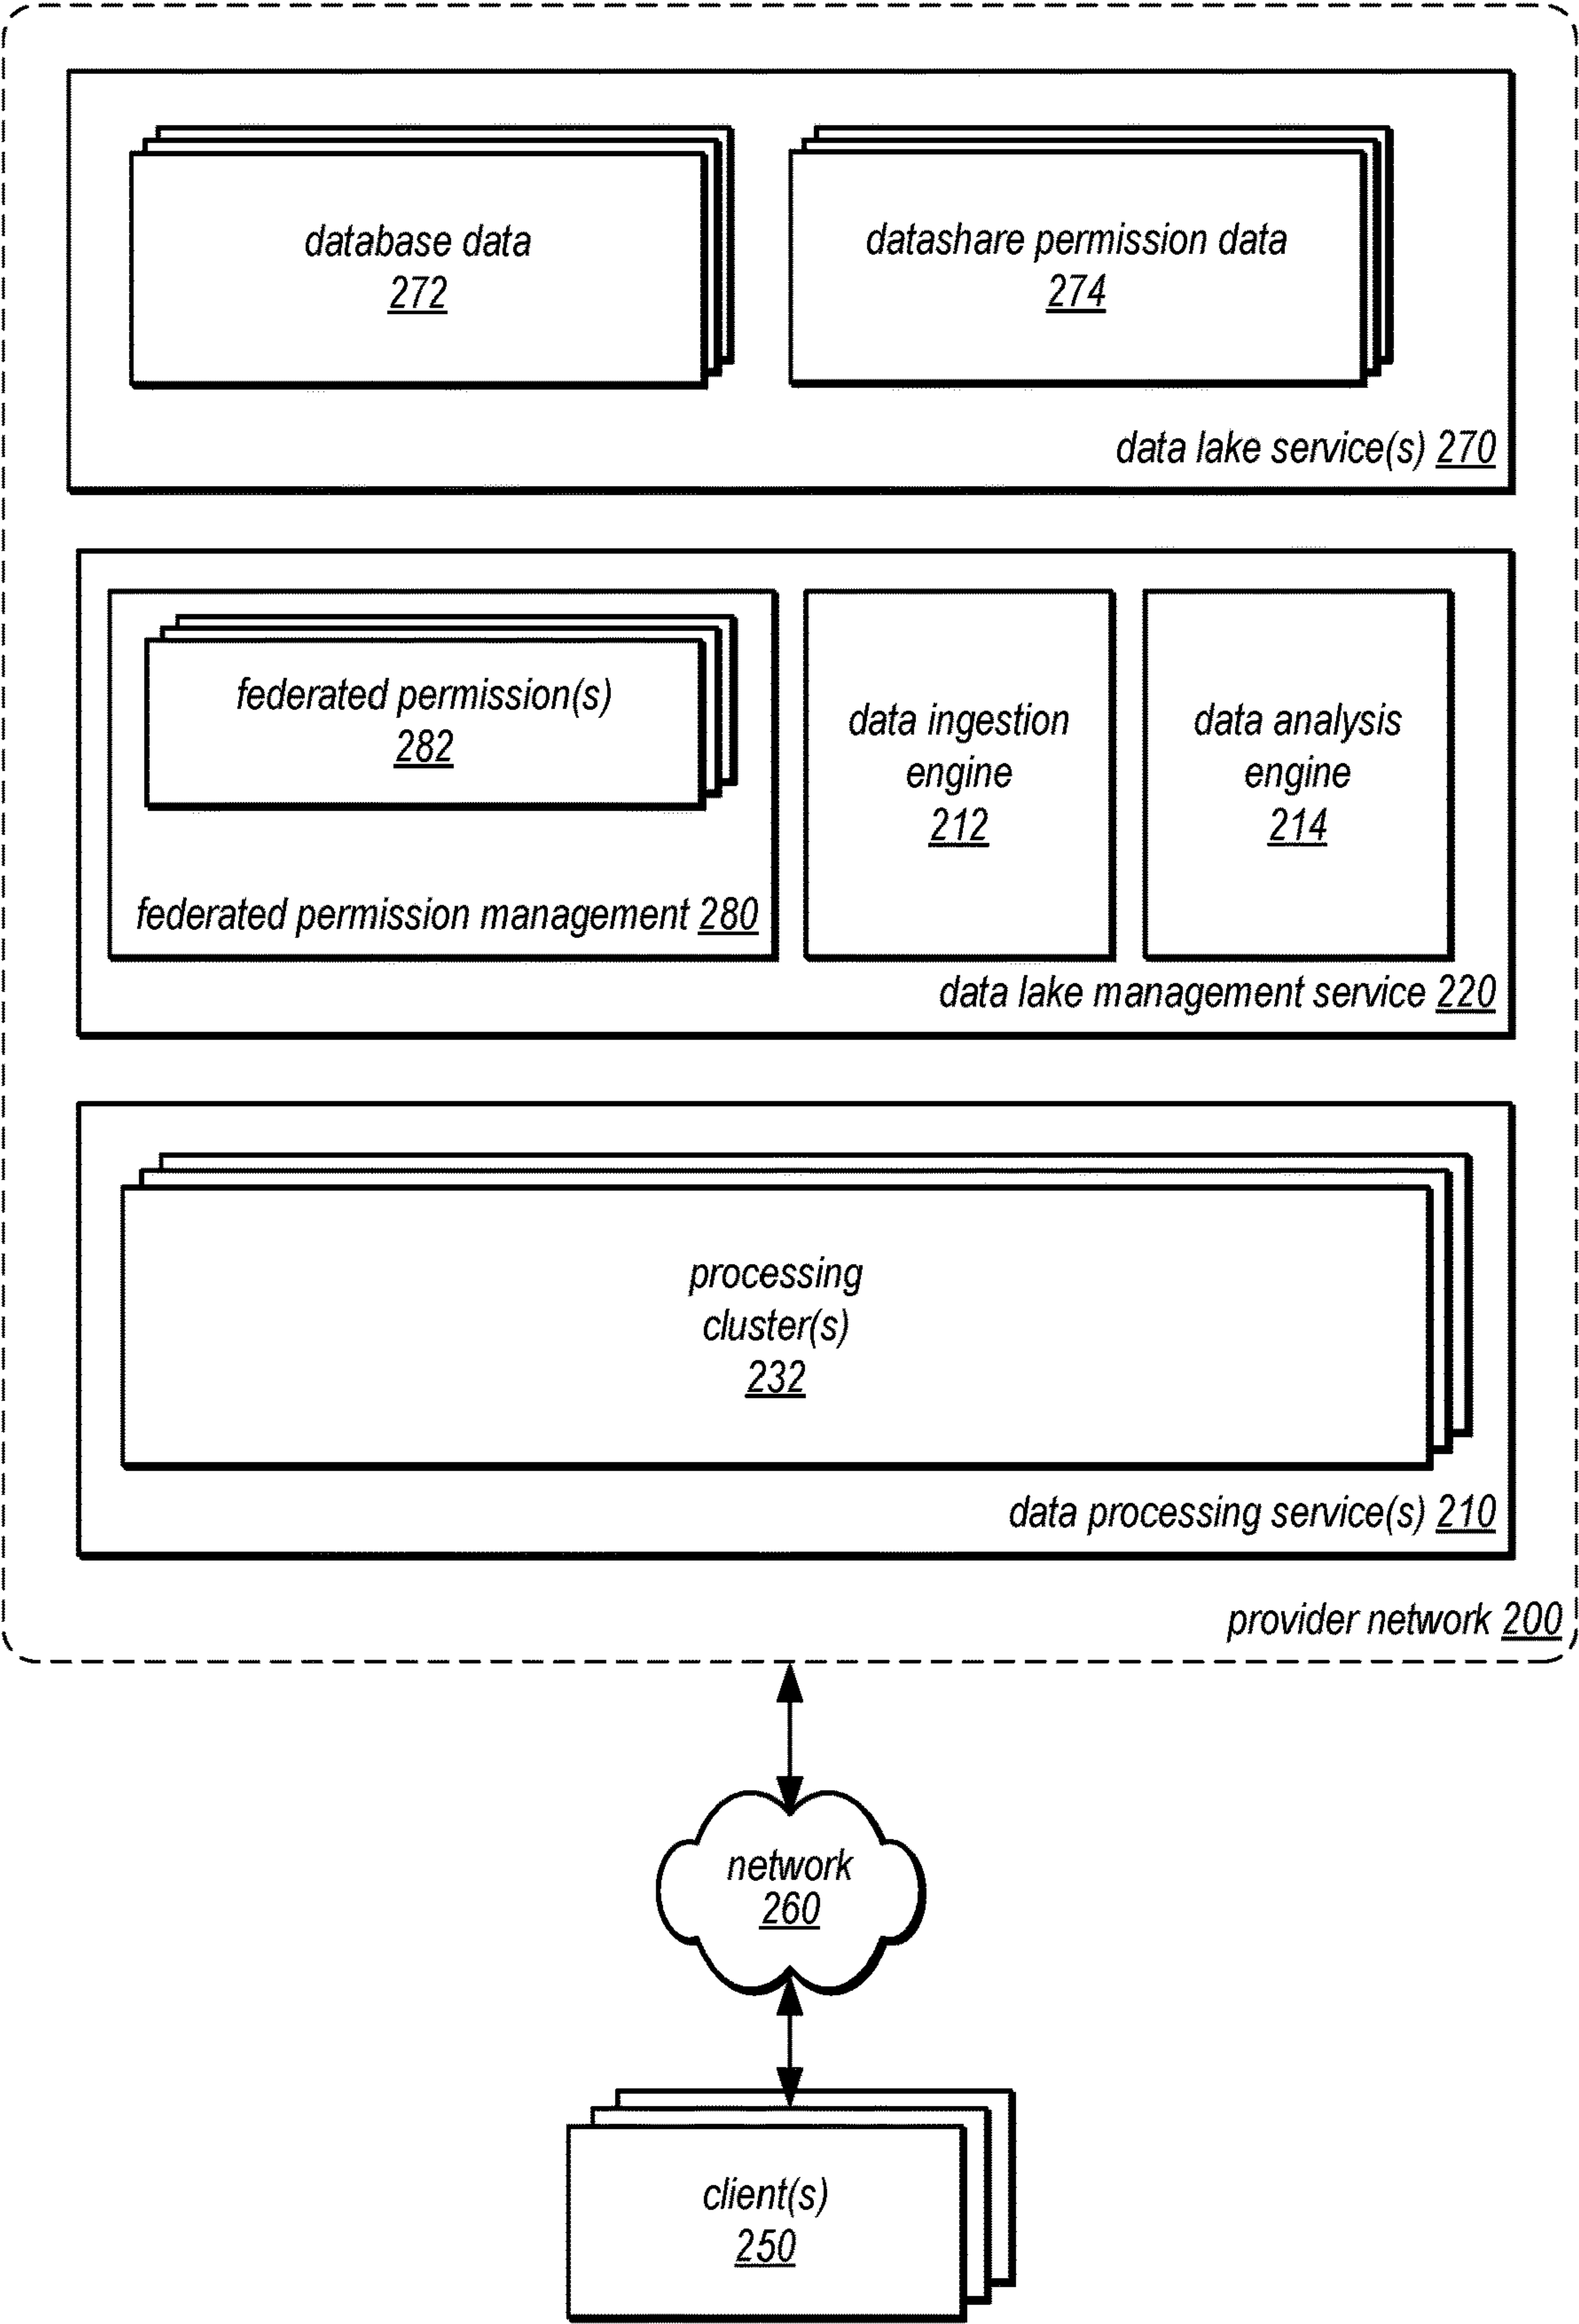 database data
272
datashare permission data
274
data lake service(s) 270
federated permission(s)
282
federated permission management 280
data ingestion
engine
212
data analysis
engine
214
data lake management service 220
processing
cluster(s)
232
data processing service(s) 210
provider network 200
network
260
client(s)
250